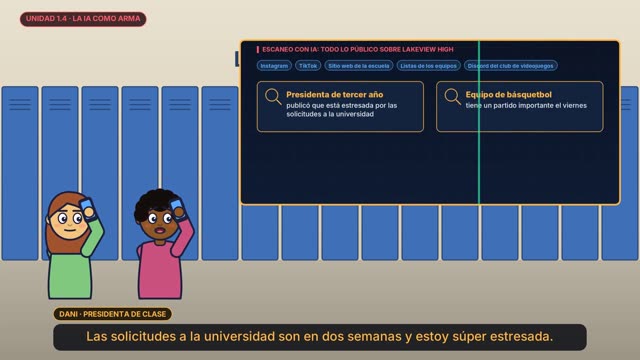 UNIDAD 1.4 · LA IA COMO ARMA
ESCANEO CON IA: TODO LO PÚBLICO SOBRE LAKEVIEW HIGH
Instagram TikTok Sitio web de la escuela Listas de los equipos Discord del club de videojuegos
Presidenta de tercer año
publicó que está estresada por las
solicitudes a la universidad
Equipo de básquetbol
tiene un partido importante el viernes
DANI · PRESIDENTA DE CLASE
Las solicitudes a la universidad son en dos semanas y estoy súper estresada.